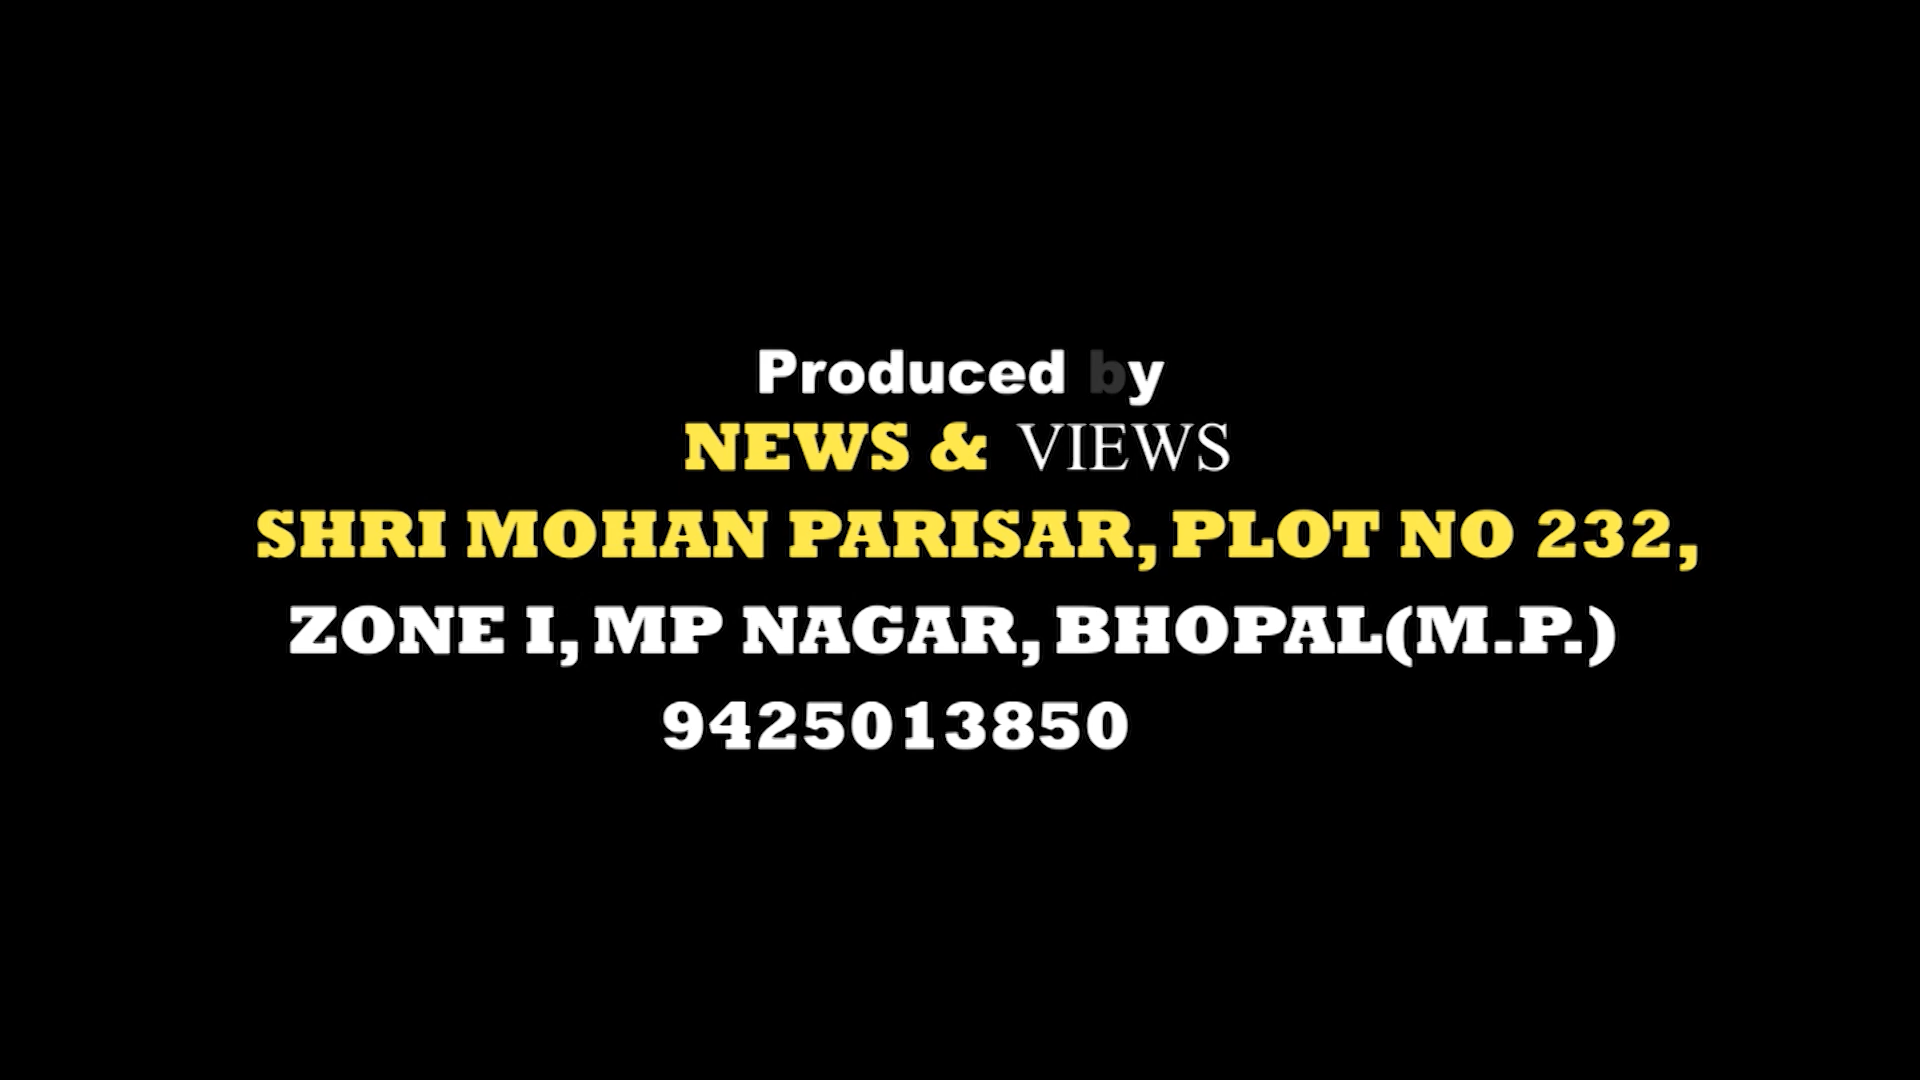 Produced by
NEWS & VIEWS
SHRI MOHAN PARISAR, PLOT NO 232,
ZONE I, MP NAGAR, BHOPAL(M.P.)
9425013850